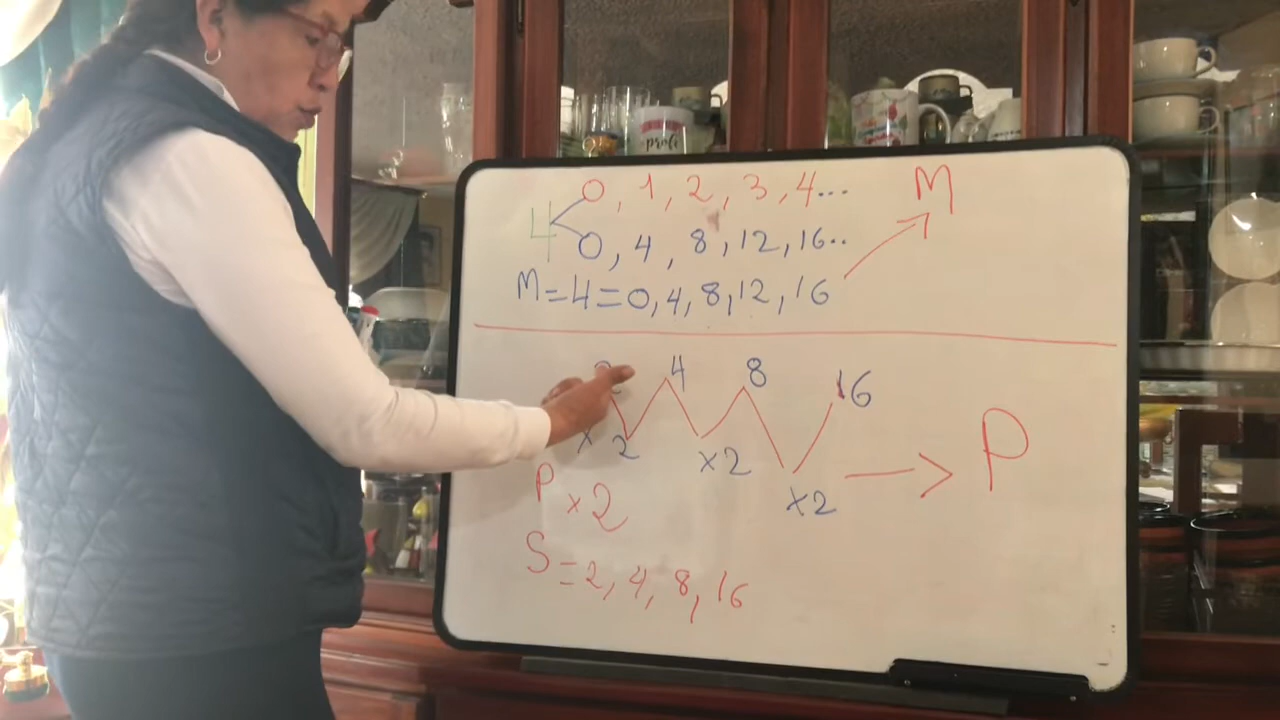 0, 1, 2, 3, 4... M
4
0, 4, 8, 12, 16..
M=4=0,4,8,12,16
4 8 16
x 2 x2 x2 → P
P x2
S=2,4,8,16